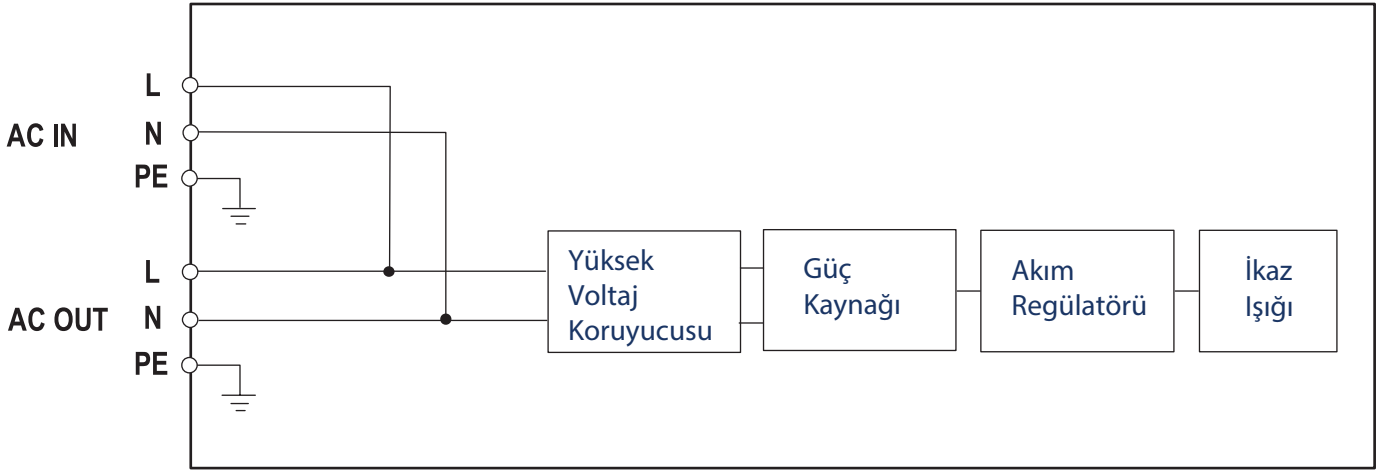 AC IN
L
N
PE
AC OUT
L
N
PE
Yüksek
Voltaj
Koruyucusu
Güç
Kaynağı
Akım
Regülatörü
İkaz
Işığı